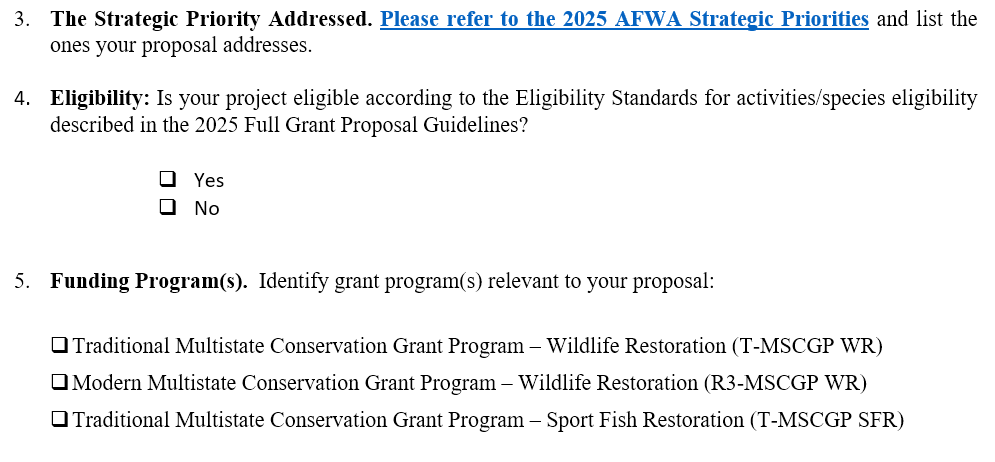 3. The Strategic Priority Addressed. Please refer to the 2025 AFWA Strategic Priorities and list the
ones your proposal addresses.
4. Eligibility: Is your project eligible according to the Eligibility Standards for activities/species eligibility
described in the 2025 Full Grant Proposal Guidelines?
❑ Yes
❑ No
5. Funding Program(s). Identify grant program(s) relevant to your proposal:
❑ Traditional Multistate Conservation Grant Program – Wildlife Restoration (T-MSCGP WR)
❑ Modern Multistate Conservation Grant Program – Wildlife Restoration (R3-MSCGP WR)
❑ Traditional Multistate Conservation Grant Program – Sport Fish Restoration (T-MSCGP SFR)